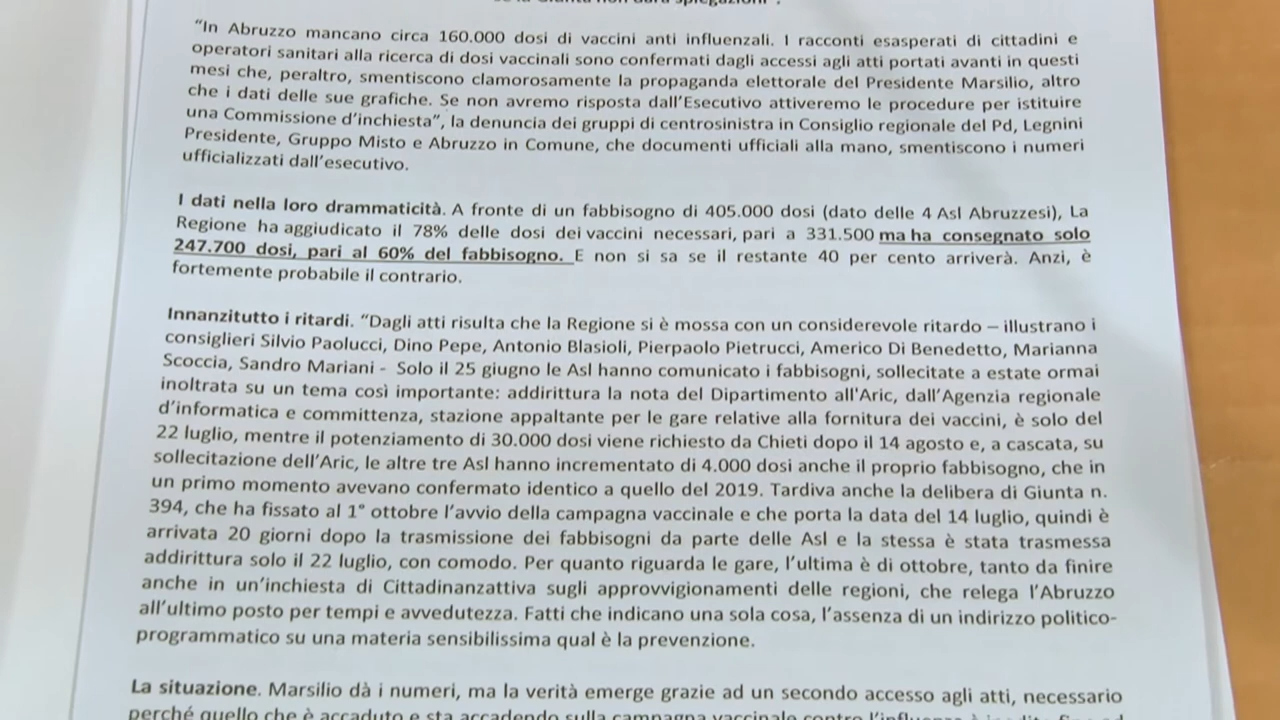 se la Giunta non darà spiegazioni".
“In Abruzzo mancano circa 160.000 dosi di vaccini anti influenzali. I racconti esasperati di cittadini e
operatori sanitari alla ricerca di dosi vaccinali sono confermati dagli accessi agli atti portati avanti in questi
mesi che, peraltro, smentiscono clamorosamente la propaganda elettorale del Presidente Marsilio, altro
che i dati delle sue grafiche. Se non avremo risposta dall’Esecutivo attiveremo le procedure per istituire
una Commissione d’inchiesta”, la denuncia dei gruppi di centrosinistra in Consiglio regionale del Pd, Legnini
Presidente, Gruppo Misto e Abruzzo in Comune, che documenti ufficiali alla mano, smentiscono i numeri
ufficializzati dall’esecutivo.
I dati nella loro drammaticità. A fronte di un fabbisogno di 405.000 dosi (dato delle 4 Asl Abruzzesi), La
Regione ha aggiudicato il 78% delle dosi dei vaccini necessari, pari a 331.500 ma ha consegnato solo
247.700 dosi, pari al 60% del fabbisogno. E non si sa se il restante 40 per cento arriverà. Anzi, è
fortemente probabile il contrario.
Innanzitutto i ritardi. “Dagli atti risulta che la Regione si è mossa con un considerevole ritardo – illustrano i
consiglieri Silvio Paolucci, Dino Pepe, Antonio Blasioli, Pierpaolo Pietrucci, Americo Di Benedetto, Marianna
Scoccia, Sandro Mariani - Solo il 25 giugno le Asl hanno comunicato i fabbisogni, sollecitate a estate ormai
inoltrata su un tema così importante: addirittura la nota del Dipartimento all'Aric, dall’Agenzia regionale
d’informatica e committenza, stazione appaltante per le gare relative alla fornitura dei vaccini, è solo del
22 luglio, mentre il potenziamento di 30.000 dosi viene richiesto da Chieti dopo il 14 agosto e, a cascata, su
sollecitazione dell’Aric, le altre tre Asl hanno incrementato di 4.000 dosi anche il proprio fabbisogno, che in
un primo momento avevano confermato identico a quello del 2019. Tardiva anche la delibera di Giunta n.
394, che ha fissato al 1° ottobre l’avvio della campagna vaccinale e che porta la data del 14 luglio, quindi è
arrivata 20 giorni dopo la trasmissione dei fabbisogni da parte delle Asl e la stessa è stata trasmessa
addirittura solo il 22 luglio, con comodo. Per quanto riguarda le gare, l’ultima è di ottobre, tanto da finire
anche in un’inchiesta di Cittadinanzattiva sugli approvvigionamenti delle regioni, che relega l’Abruzzo
all’ultimo posto per tempi e avvedutezza. Fatti che indicano una sola cosa, l’assenza di un indirizzo politico-
programmatico su una materia sensibilissima qual è la prevenzione.
La situazione. Marsilio dà i numeri, ma la verità emerge grazie ad un secondo accesso agli atti, necessario
perché quello che è accaduto e sta accadendo sulla campagna vaccinale contro l’influenza è